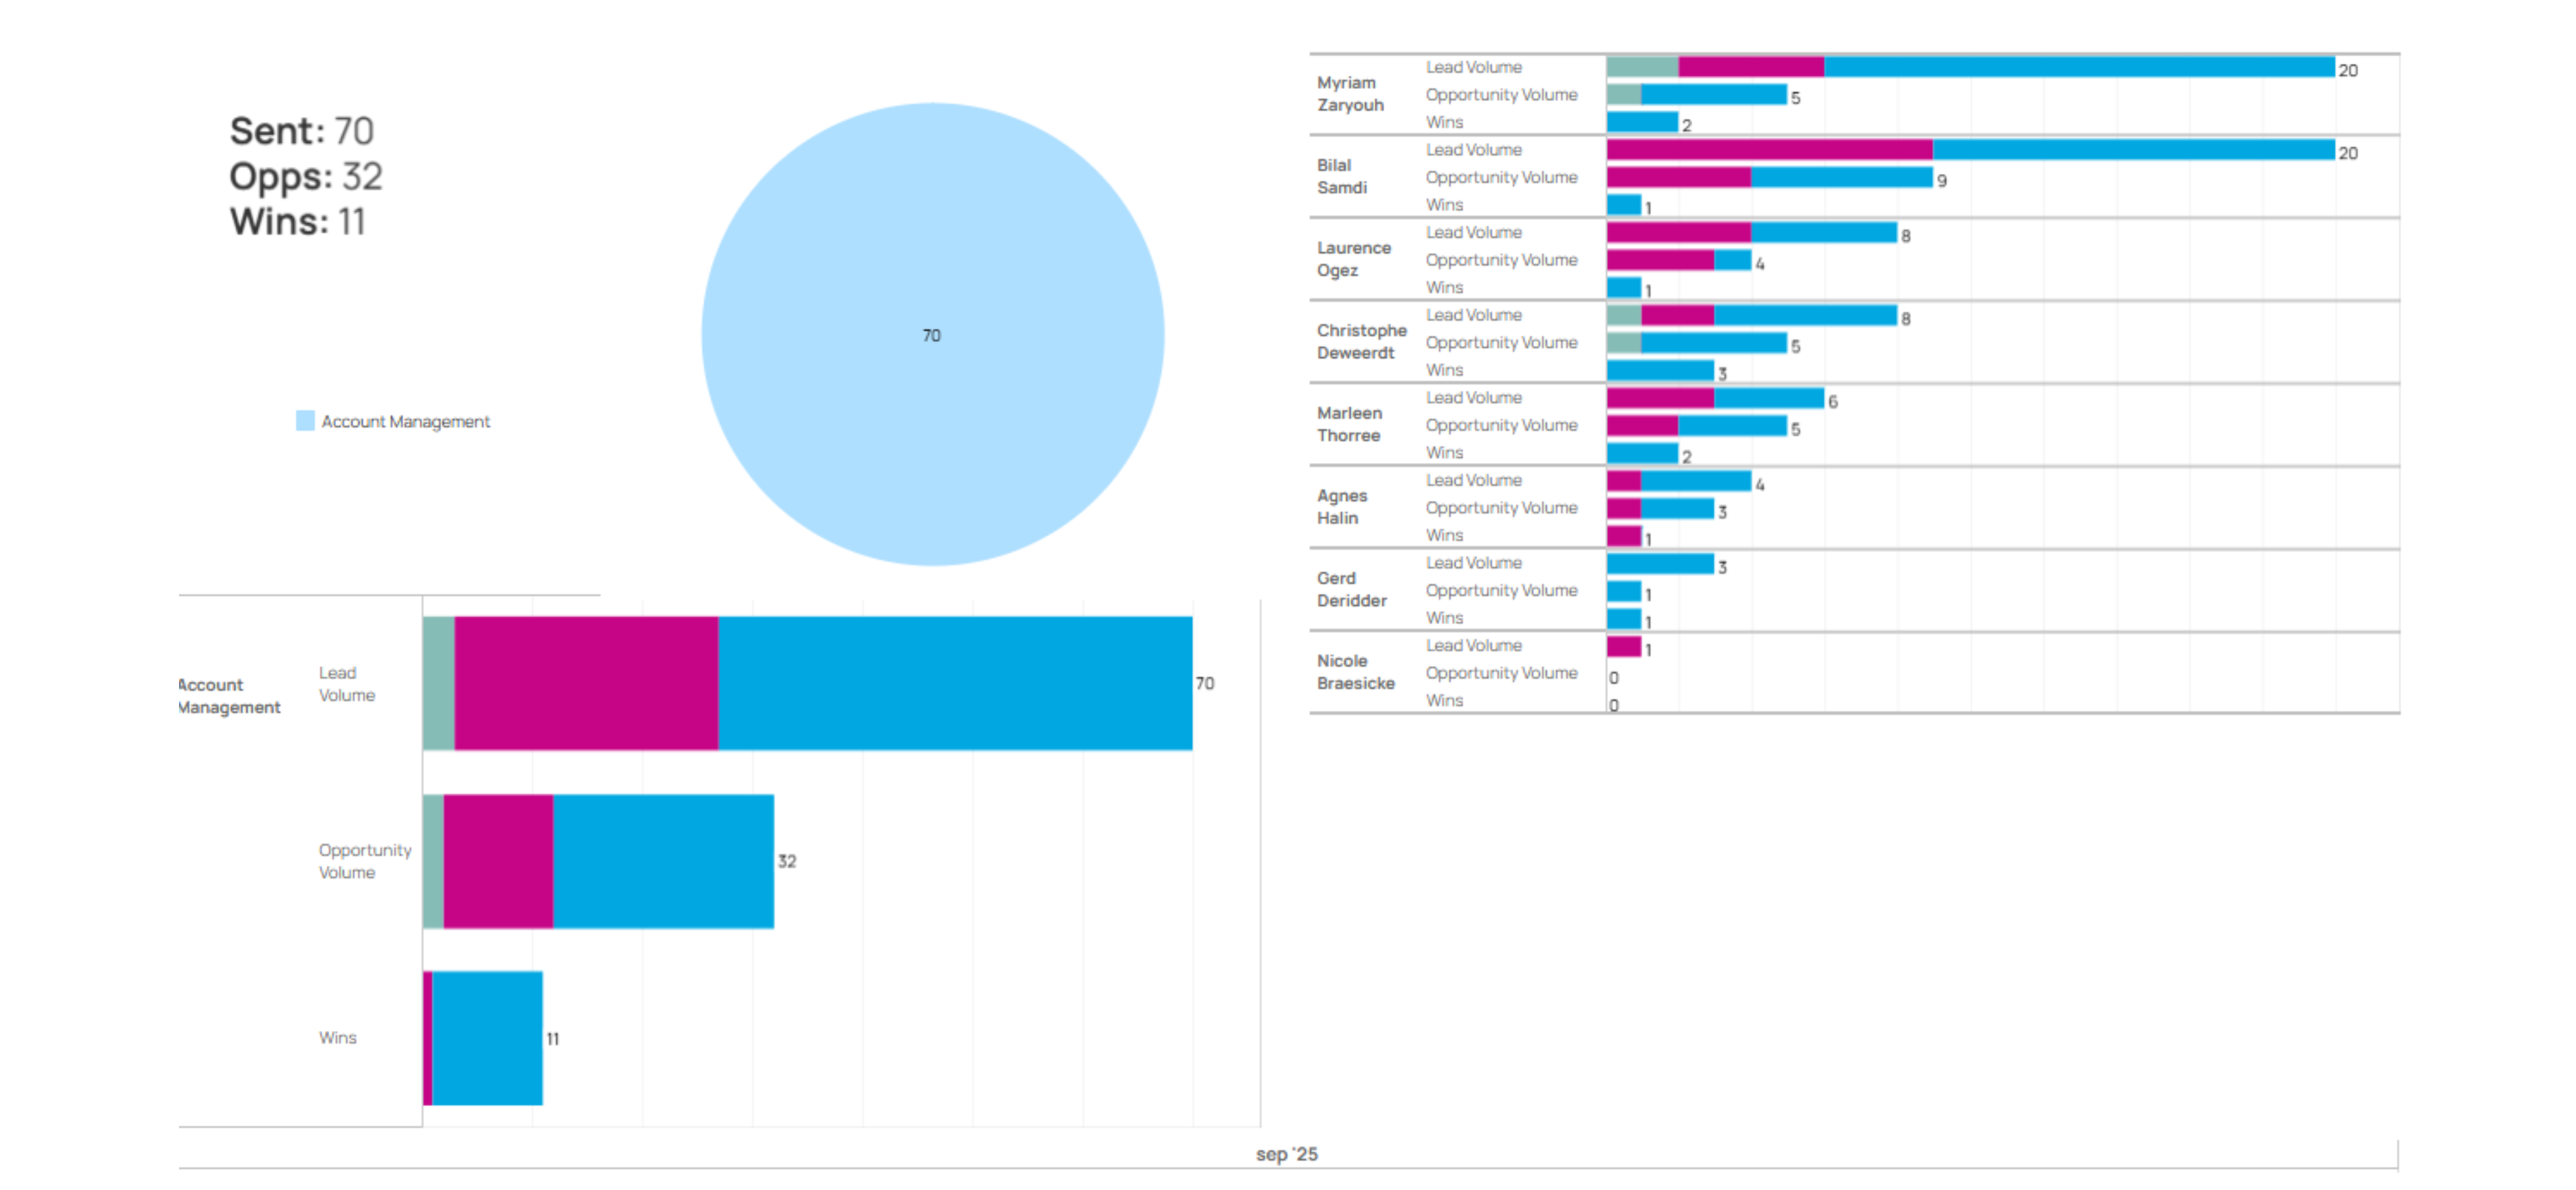 Sent: 70
Opps: 32
Wins: 11
70
Account Management
Account
Management
Lead
Volume
70
Opportunity
Volume
32
Wins
11
Myriam
Zaryouh
Lead Volume
20
Opportunity Volume
5
Wins
2
Bilal
Samdi
Lead Volume
20
Opportunity Volume
9
Wins
1
Laurence
Ogez
Lead Volume
8
Opportunity Volume
4
Wins
1
Christophe
Deweerdt
Lead Volume
8
Opportunity Volume
5
Wins
3
Marleen
Thorree
Lead Volume
6
Opportunity Volume
5
Wins
2
Agnes
Halin
Lead Volume
4
Opportunity Volume
3
Wins
1
Gerd
Deridder
Lead Volume
3
Opportunity Volume
1
Wins
1
Nicole
Braesicke
Lead Volume
1
Opportunity Volume
0
Wins
0
sep '25